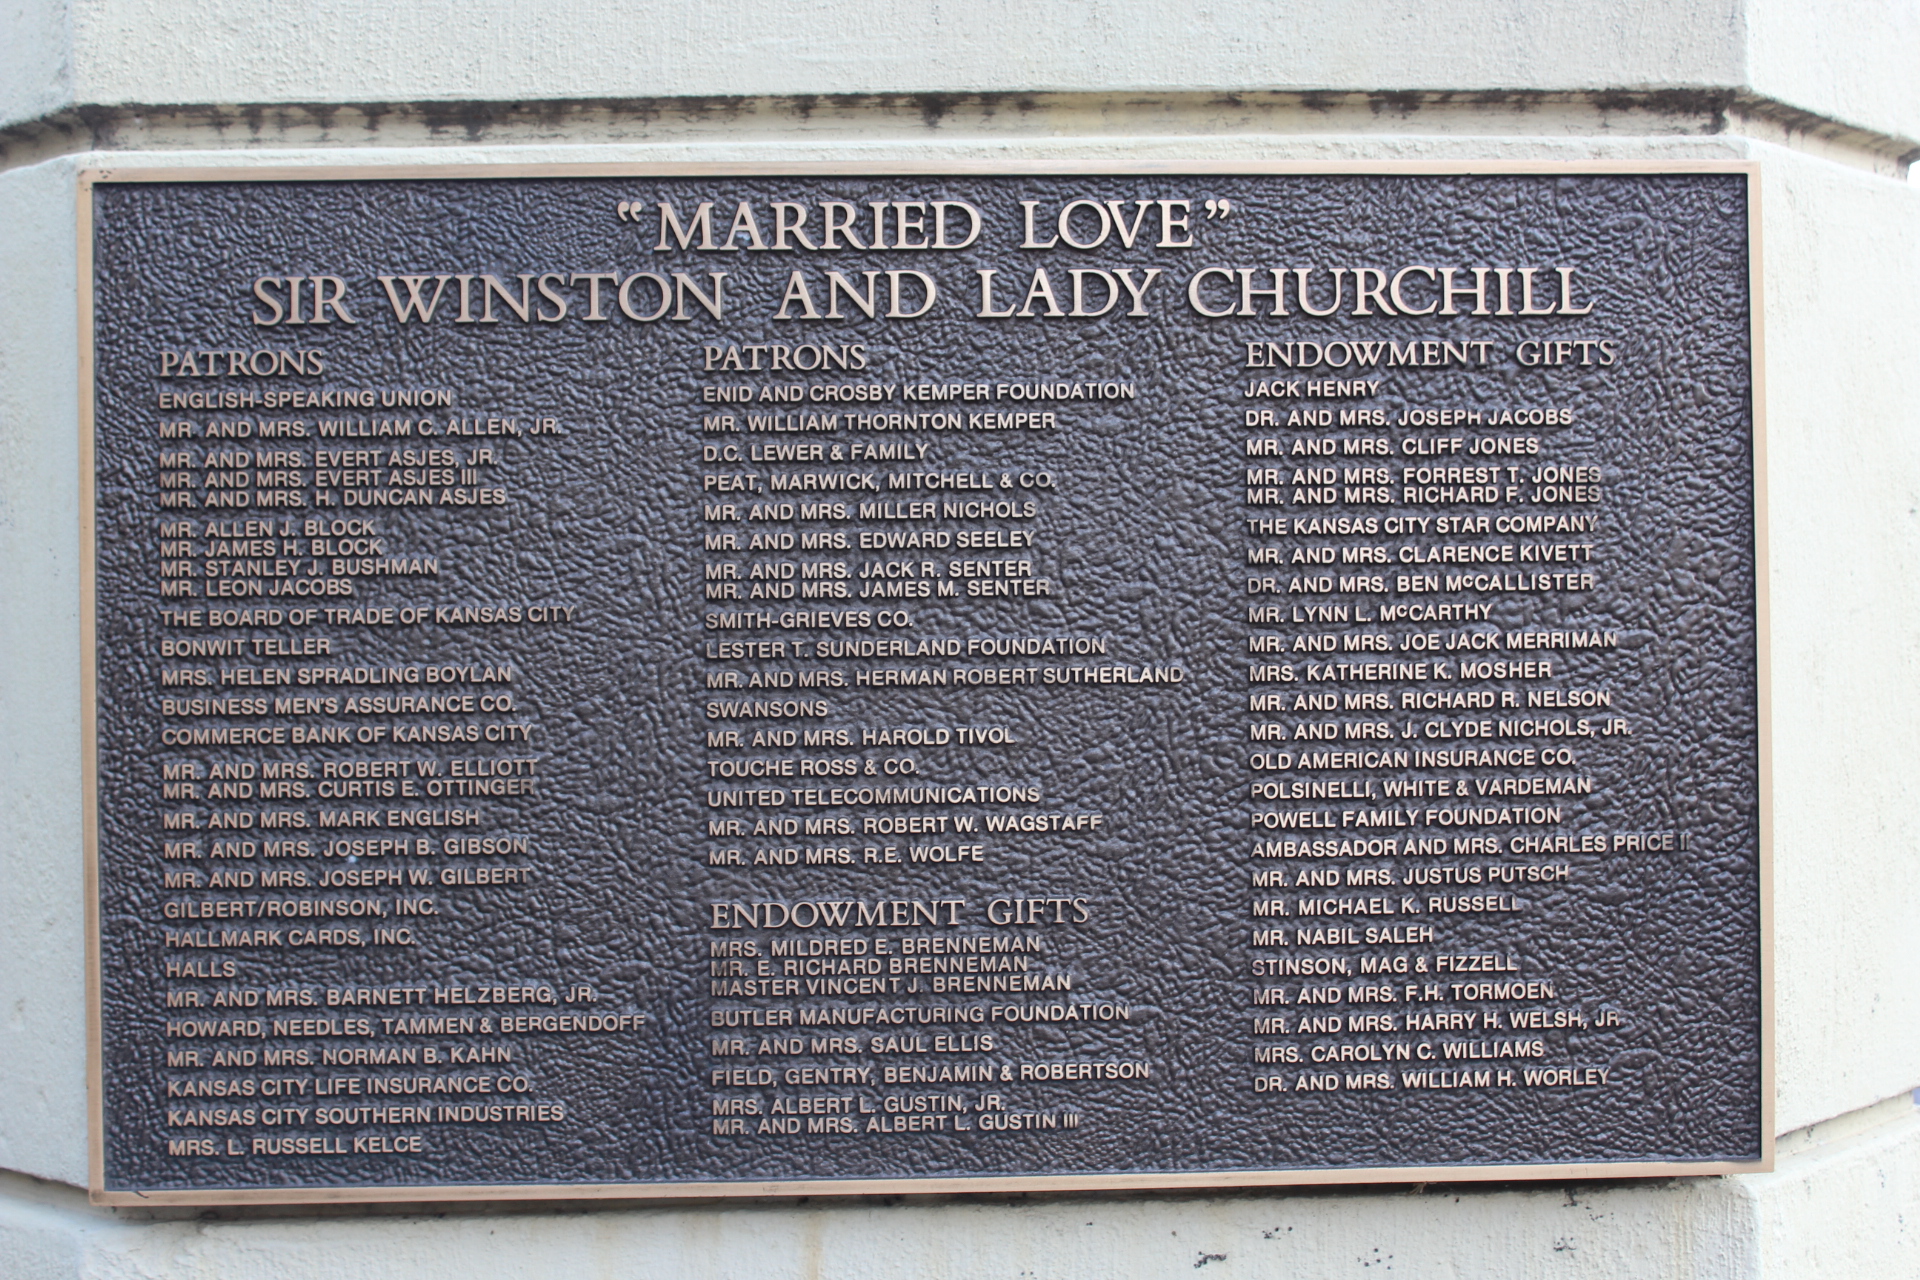 “MARRIED LOVE”
SIR WINSTON AND LADY CHURCHILL
PATRONS
ENGLISH-SPEAKING UNION
MR. AND MRS. WILLIAM C. ALLEN, JR.
MR. AND MRS. EVERT ASJES, JR.
MR. AND MRS. EVERT ASJES III
MR. AND MRS. H. DUNCAN ASJES
MR. ALLEN J. BLOCK
MR. JAMES H. BLOCK
MR. STANLEY J. BUSHMAN
MR. LEON JACOBS
THE BOARD OF TRADE OF KANSAS CITY
BONWIT TELLER
MRS. HELEN SPRADLING BOYLAN
BUSINESS MEN'S ASSURANCE CO.
COMMERCE BANK OF KANSAS CITY
MR. AND MRS. ROBERT W. ELLIOTT
MR. AND MRS. CURTIS E. OTTINGER
MR. AND MRS. MARK ENGLISH
MR. AND MRS. JOSEPH B. GIBSON
MR. AND MRS. JOSEPH W. GILBERT
GILBERT/ROBINSON, INC.
HALLMARK CARDS, INC.
HALLS
MR. AND MRS. BARNETT HELZBERG, JR.
HOWARD, NEEDLES, TAMMEN & BERGENDOFF
MR. AND MRS. NORMAN B. KAHN
KANSAS CITY LIFE INSURANCE CO.
KANSAS CITY SOUTHERN INDUSTRIES
MRS. L. RUSSELL KELCE
PATRONS
ENID AND CROSBY KEMPER FOUNDATION
MR. WILLIAM THORNTON KEMPER
D.C. LEWER & FAMILY
PEAT, MARWICK, MITCHELL & CO.
MR. AND MRS. MILLER NICHOLS
MR. AND MRS. EDWARD SEELEY
MR. AND MRS. JACK R. SENTER
MR. AND MRS. JAMES M. SENTER
SMITH-GRIEVES CO.
LESTER T. SUNDERLAND FOUNDATION
MR. AND MRS. HERMAN ROBERT SUTHERLAND
SWANSONS
MR. AND MRS. HAROLD TIVOL
TOUCHE ROSS & CO.
UNITED TELECOMMUNICATIONS
MR. AND MRS. ROBERT W. WAGSTAFF
MR. AND MRS. R.E. WOLFE
ENDOWMENT GIFTS
MRS. MILDRED E. BRENNEMAN
MR. E. RICHARD BRENNEMAN
MASTER VINCENT J. BRENNEMAN
BUTLER MANUFACTURING FOUNDATION
MR. AND MRS. SAUL ELLIS
FIELD, GENTRY, BENJAMIN & ROBERTSON
MRS. ALBERT L. GUSTIN, JR.
MR. AND MRS. ALBERT L. GUSTIN III
ENDOWMENT GIFTS
JACK HENRY
DR. AND MRS. JOSEPH JACOBS
MR. AND MRS. CLIFF JONES
MR. AND MRS. FORREST T. JONES
MR. AND MRS. RICHARD F. JONES
THE KANSAS CITY STAR COMPANY
MR. AND MRS. CLARENCE KIVETT
DR. AND MRS. BEN McCALLISTER
MR. LYNN L. McCARTHY
MR. AND MRS. JOE JACK MERRIMAN
MRS. KATHERINE K. MOSHER
MR. AND MRS. RICHARD R. NELSON
MR. AND MRS. J. CLYDE NICHOLS, JR.
OLD AMERICAN INSURANCE CO.
POLSINELLI, WHITE & VARDEMAN
POWELL FAMILY FOUNDATION
AMBASSADOR AND MRS. CHARLES PRICE II
MR. AND MRS. JUSTUS PUTSCH
MR. MICHAEL K. RUSSELL
MR. NABIL SALEH
STINSON, MAG & FIZZELL
MR. AND MRS. F.H. TORMOEN
MR. AND MRS. HARRY H. WELSH, JR.
MRS. CAROLYN C. WILLIAMS
DR. AND MRS. WILLIAM H. WORLEY